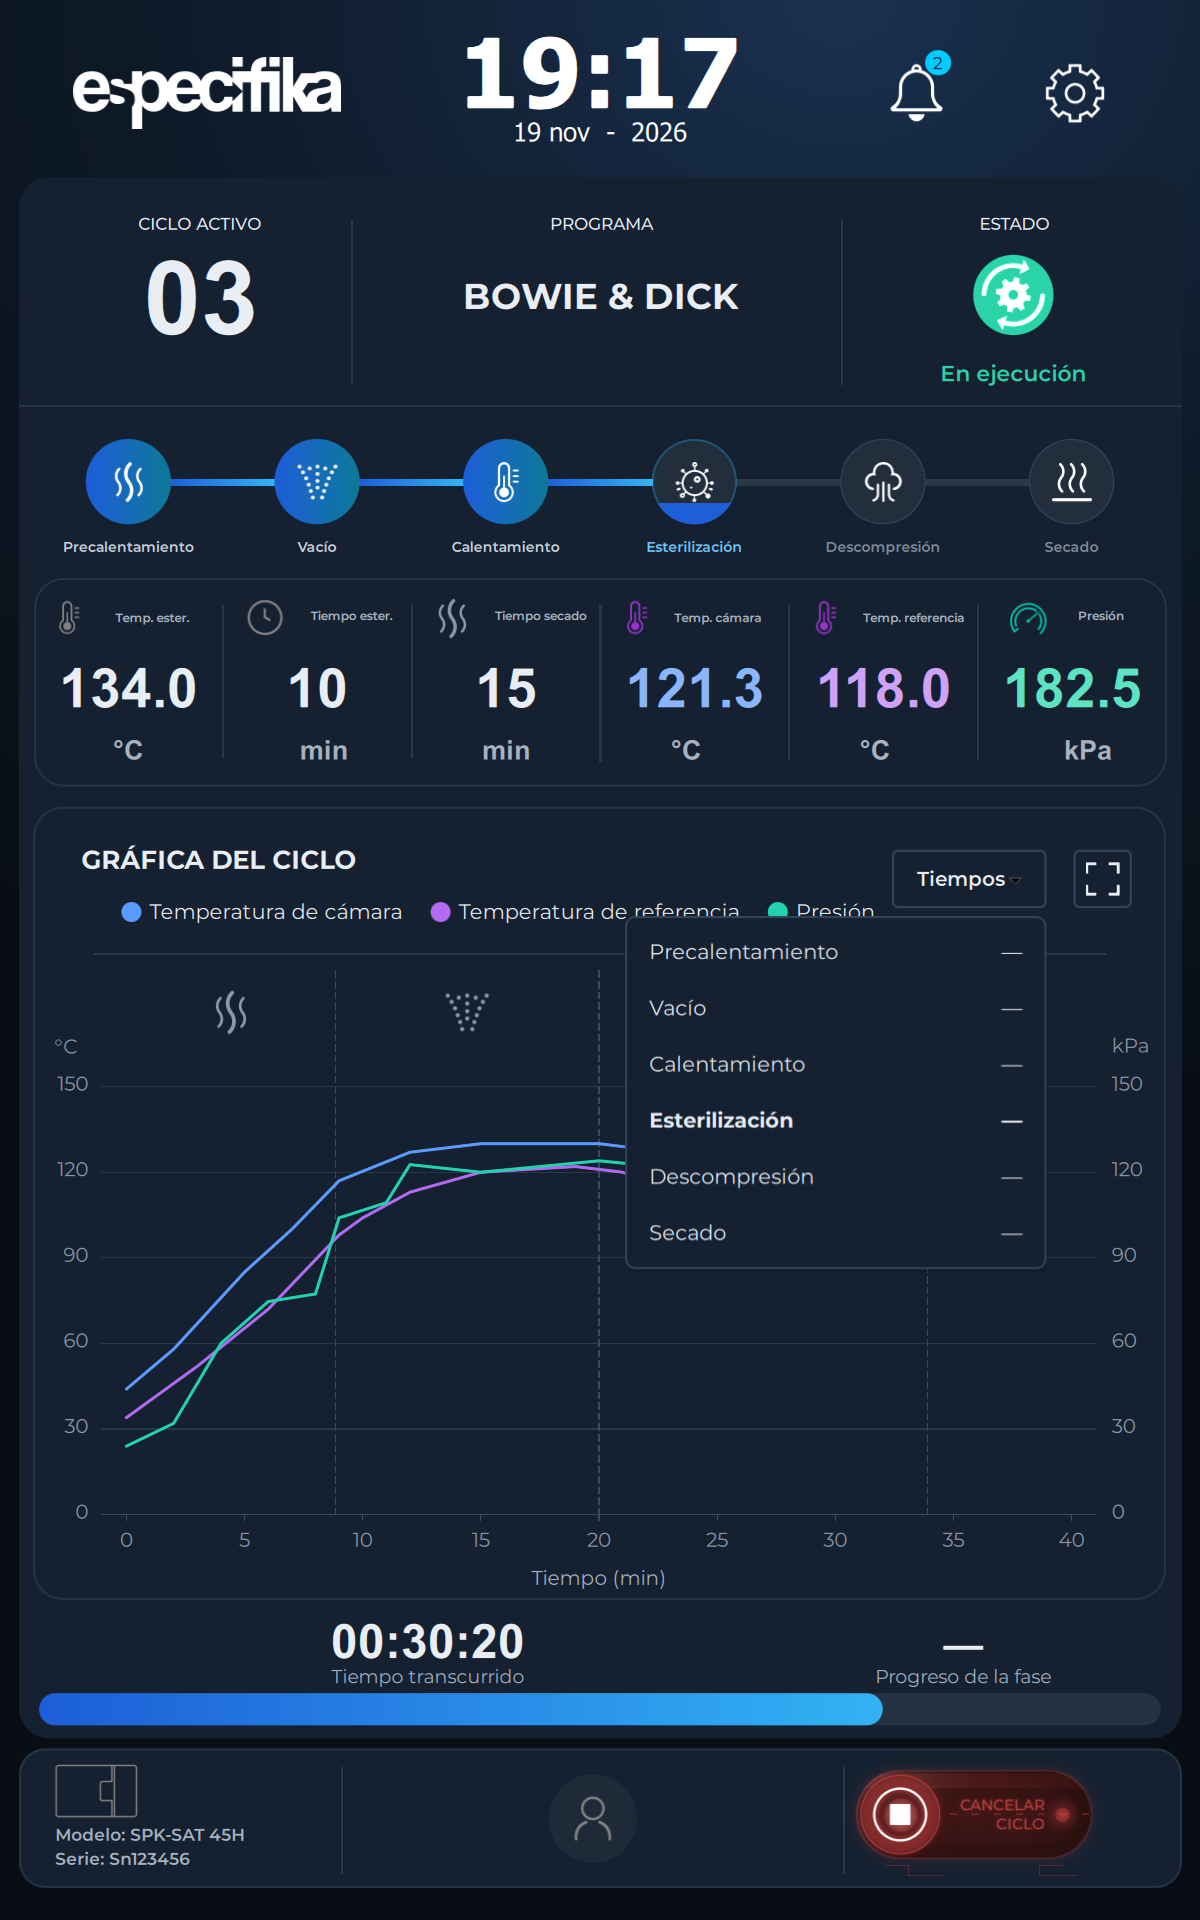 especifika
19:17
19 nov - 2026
2
CICLO ACTIVO
03
PROGRAMA
BOWIE & DICK
ESTADO
En ejecución
Precalentamiento
Vacío
Calentamiento
Esterilización
Descompresión
Secado
Temp. ester.
134.0
°C
Tiempo ester.
10
min
Tiempo secado
15
min
Temp. cámara
121.3
°C
Temp. referencia
118.0
°C
Presión
182.5
kPa
GRÁFICA DEL CICLO
Tiempos
Temperatura de cámara
Temperatura de referencia
Presión
Precalentamiento —
Vacío —
Calentamiento —
Esterilización —
Descompresión —
Secado —
°C
150
120
90
60
30
0
kPa
150
120
90
60
30
0
0 5 10 15 20 25 30 35 40
Tiempo (min)
00:30:20
Tiempo transcurrido
—
Progreso de la fase
Modelo: SPK-SAT 45H
Serie: Sn123456
CANCELAR
CICLO